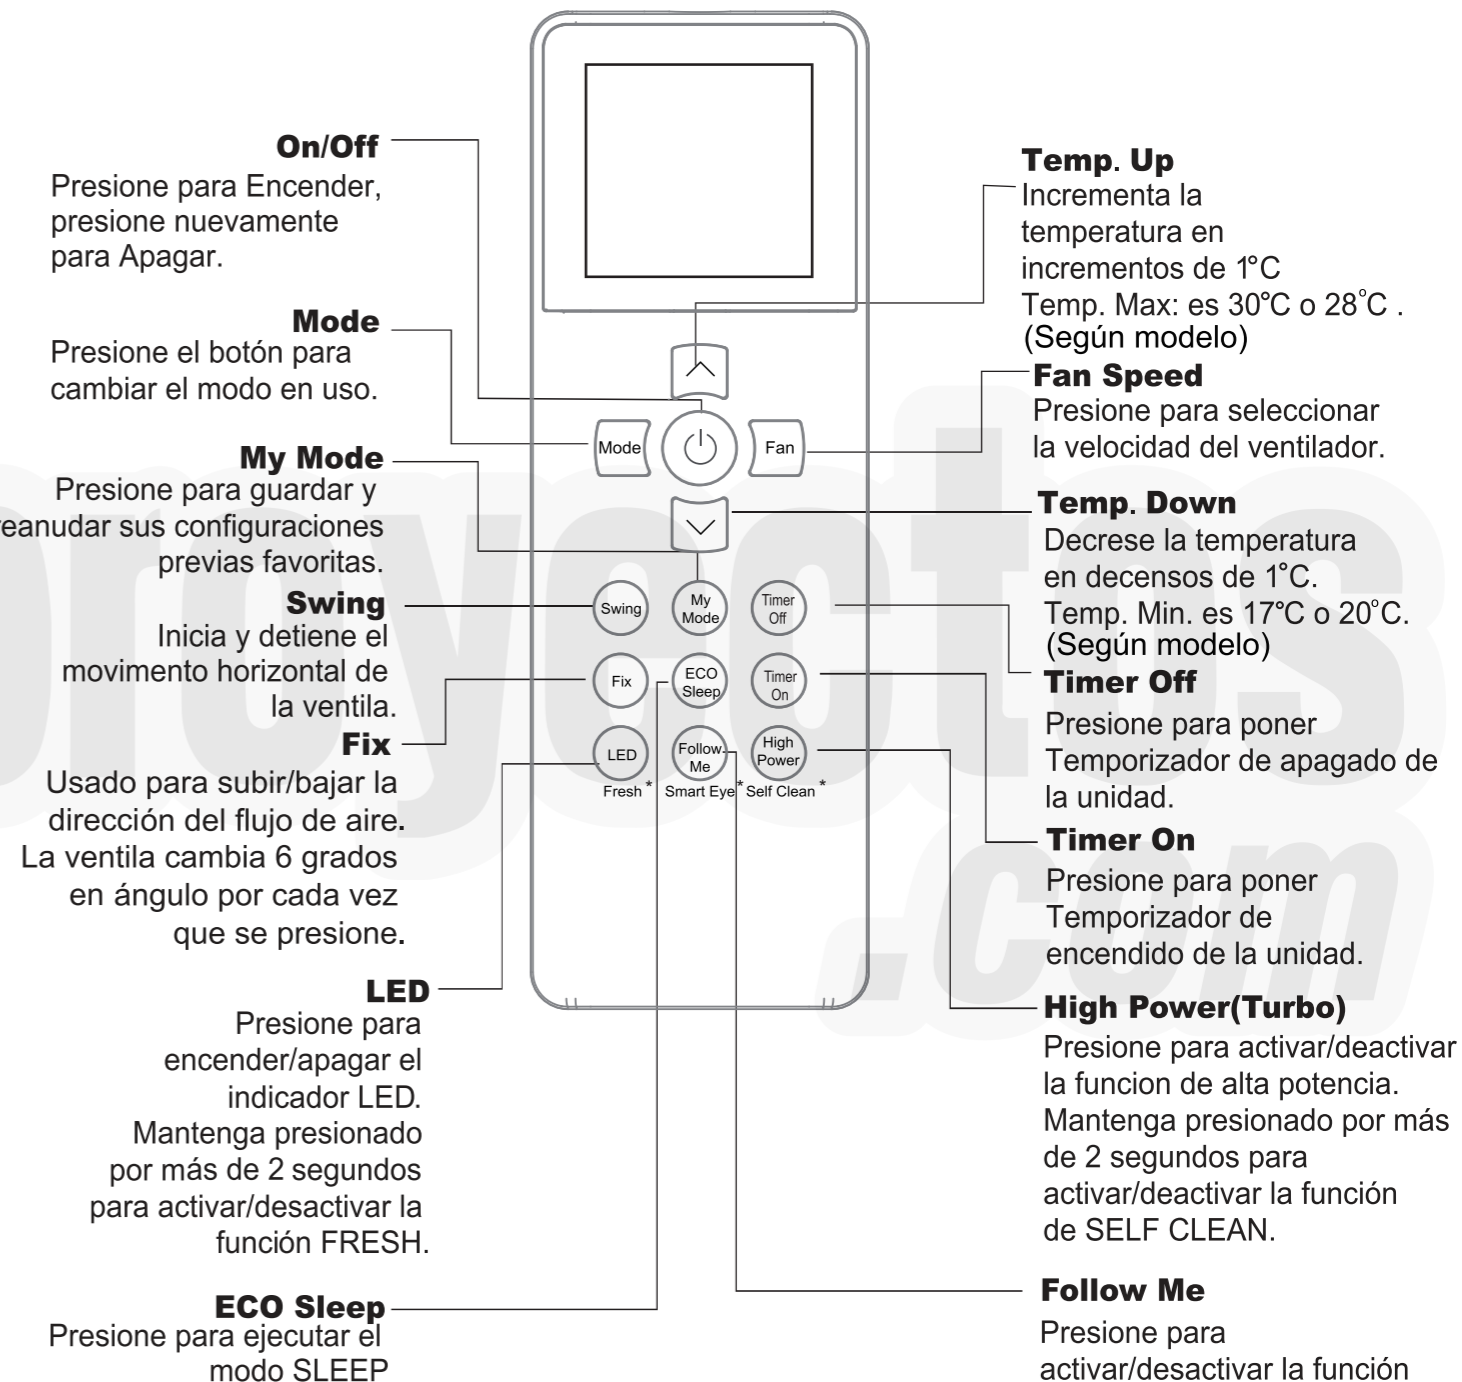 On/Off
Presione para Encender,
presione nuevamente
para Apagar.
Mode
Presione el botón para
cambiar el modo en uso.
My Mode
Presione para guardar y
eanudar sus configuraciones
previas favoritas.
Swing
Inicia y detiene el
movimento horizontal de
la ventila.
Fix
Usado para subir/bajar la
dirección del flujo de aire.
La ventila cambia 6 grados
en ángulo por cada vez
que se presione.
LED
Presione para
encender/apagar el
indicador LED.
Mantenga presionado
por más de 2 segundos
para activar/desactivar la
función FRESH.
ECO Sleep
Presione para ejecutar el
modo SLEEP
Mode
Fan
Swing
My
Mode
Timer
Off
Fix
ECO
Sleep
Timer
On
LED
Follow
Me
High
Power
Fresh *
Smart Eye *
Self Clean *
Temp. Up
Incrementa la
temperatura en
incrementos de 1°C
Temp. Max: es 30°C o 28°C .
(Según modelo)
Fan Speed
Presione para seleccionar
la velocidad del ventilador.
Temp. Down
Decrese la temperatura
en decensos de 1°C.
Temp. Min. es 17°C o 20°C.
(Según modelo)
Timer Off
Presione para poner
Temporizador de apagado de
la unidad.
Timer On
Presione para poner
Temporizador de
encendido de la unidad.
High Power(Turbo)
Presione para activar/deactivar
la funcion de alta potencia.
Mantenga presionado por más
de 2 segundos para
activar/deactivar la función
de SELF CLEAN.
Follow Me
Presione para
activar/desactivar la función
proyectos
.com